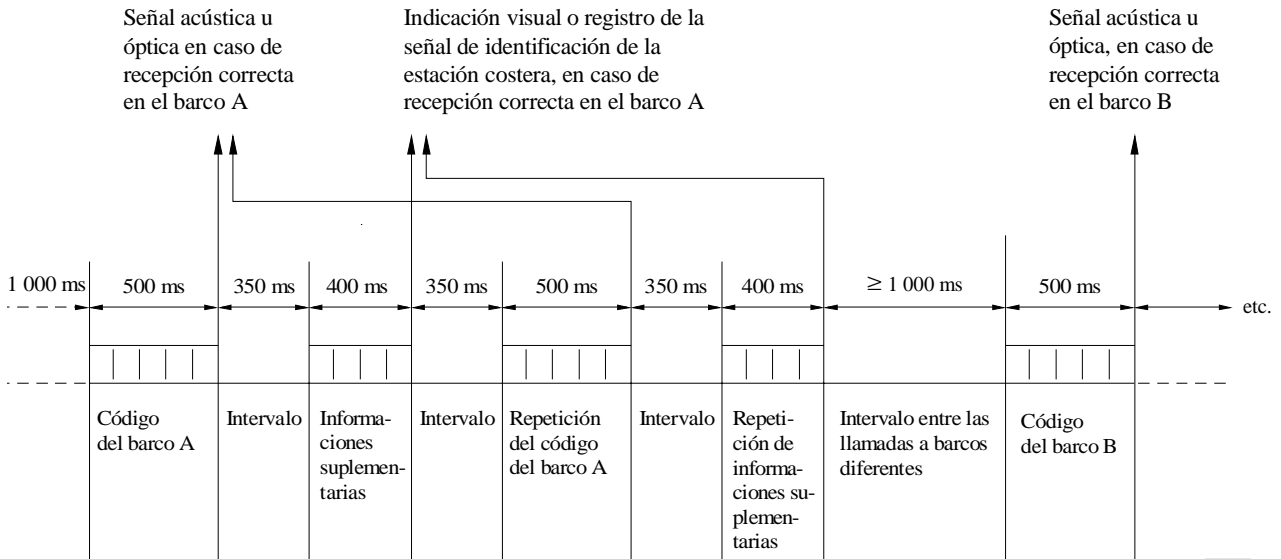 Señal acústica u
óptica en caso de
recepción correcta
en el barco A
Indicación visual o registro de la
señal de identificación de la
estación costera, en caso de
recepción correcta en el barco A
Señal acústica u
óptica, en caso de
recepción correcta
en el barco B
1 000 ms
500 ms
350 ms
400 ms
350 ms
500 ms
350 ms
400 ms
≥ 1 000 ms
500 ms
etc.
Código
del barco A
Intervalo
Informa-
ciones
suplemen-
tarias
Intervalo
Repetición
del código
del barco A
Intervalo
Repeti-
ción de
informa-
ciones su-
plemen-
tarias
Intervalo entre las
llamadas a barcos
diferentes
Código
del barco B